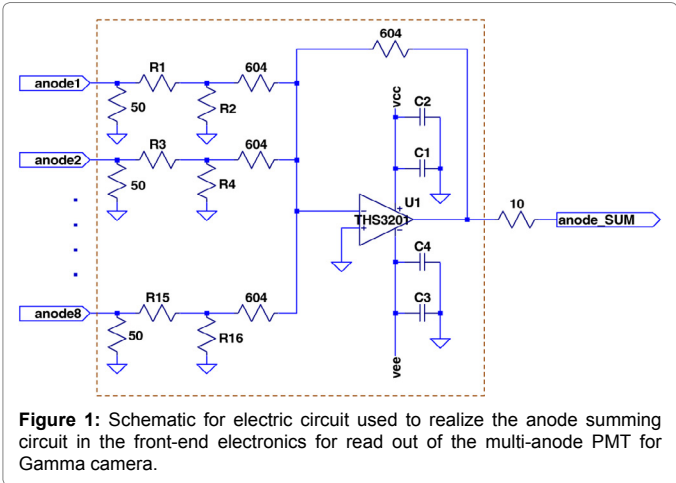 604
R1
604
anode1
50
R2
vcc
C2
R3
604
anode2
50
R4
C1
U1
THS3201
10
anode_SUM
C4
R15
604
anode8
50
R16
C3
vee
Figure 1: Schematic for electric circuit used to realize the anode summing
circuit in the front-end electronics for read out of the multi-anode PMT for
Gamma camera.